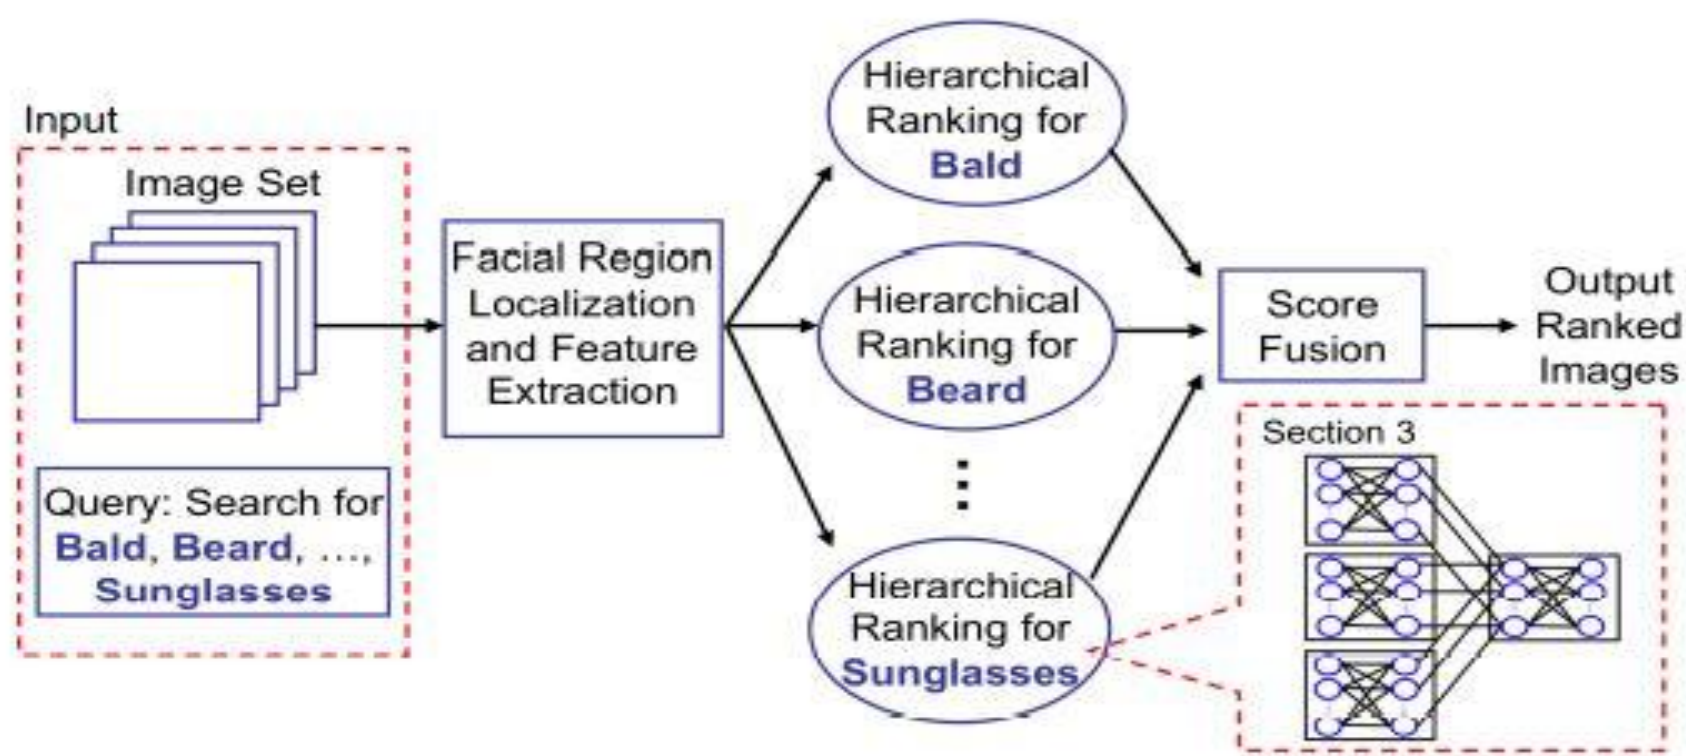 Input
Image Set
Query: Search for
Bald, Beard, ...,
Sunglasses
Facial Region
Localization
and Feature
Extraction
Hierarchical
Ranking for
Bald
Hierarchical
Ranking for
Beard
Hierarchical
Ranking for
Sunglasses
Score
Fusion
Output
Ranked
Images
Section 3